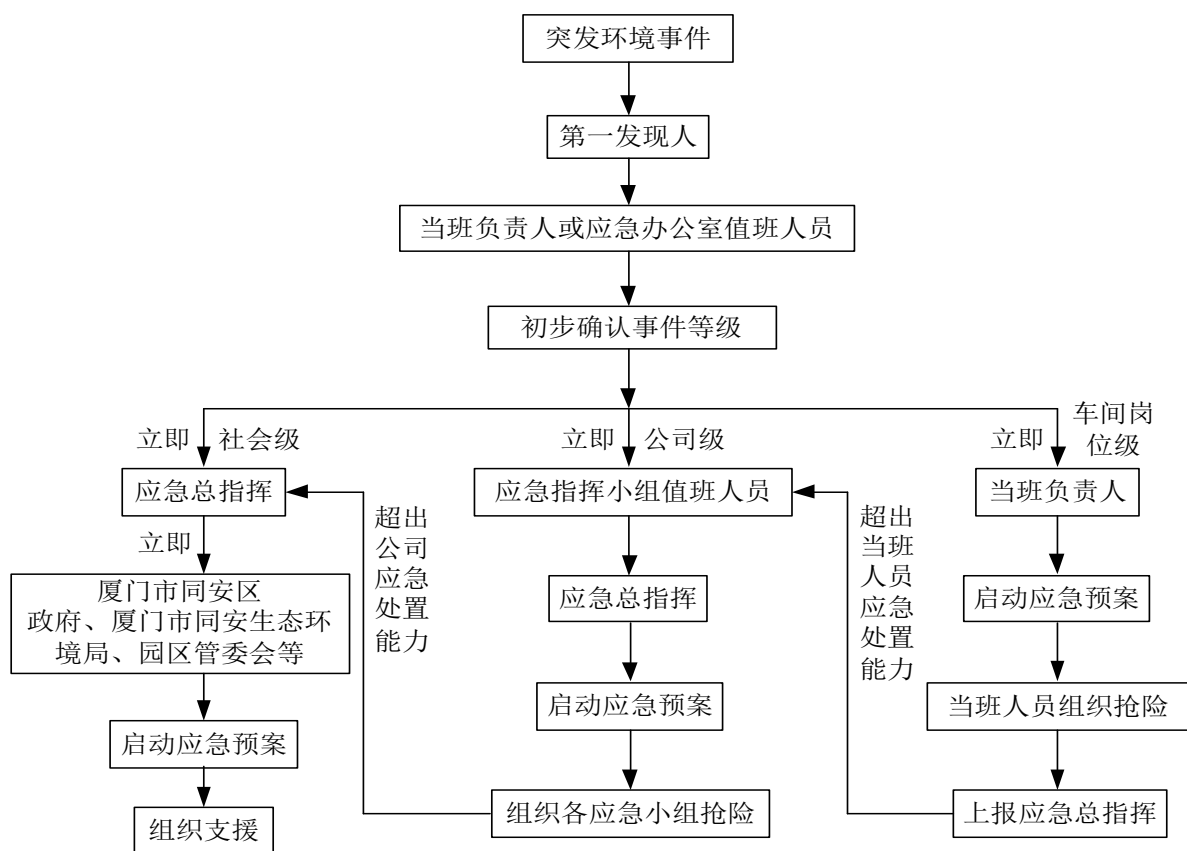 突发环境事件
第一发现人
当班负责人或应急办公室值班人员
初步确认事件等级
立即
社会级
立即
公司级
立即
车间岗
位级
应急总指挥
应急指挥小组值班人员
当班负责人
立即
超出
公司
应急
处置
能力
超出
当班
人员
应急
处置
能力
厦门市同安区
政府、厦门市同安生态环
境局、园区管委会等
应急总指挥
启动应急预案
启动应急预案
启动应急预案
当班人员组织抢险
组织支援
组织各应急小组抢险
上报应急总指挥